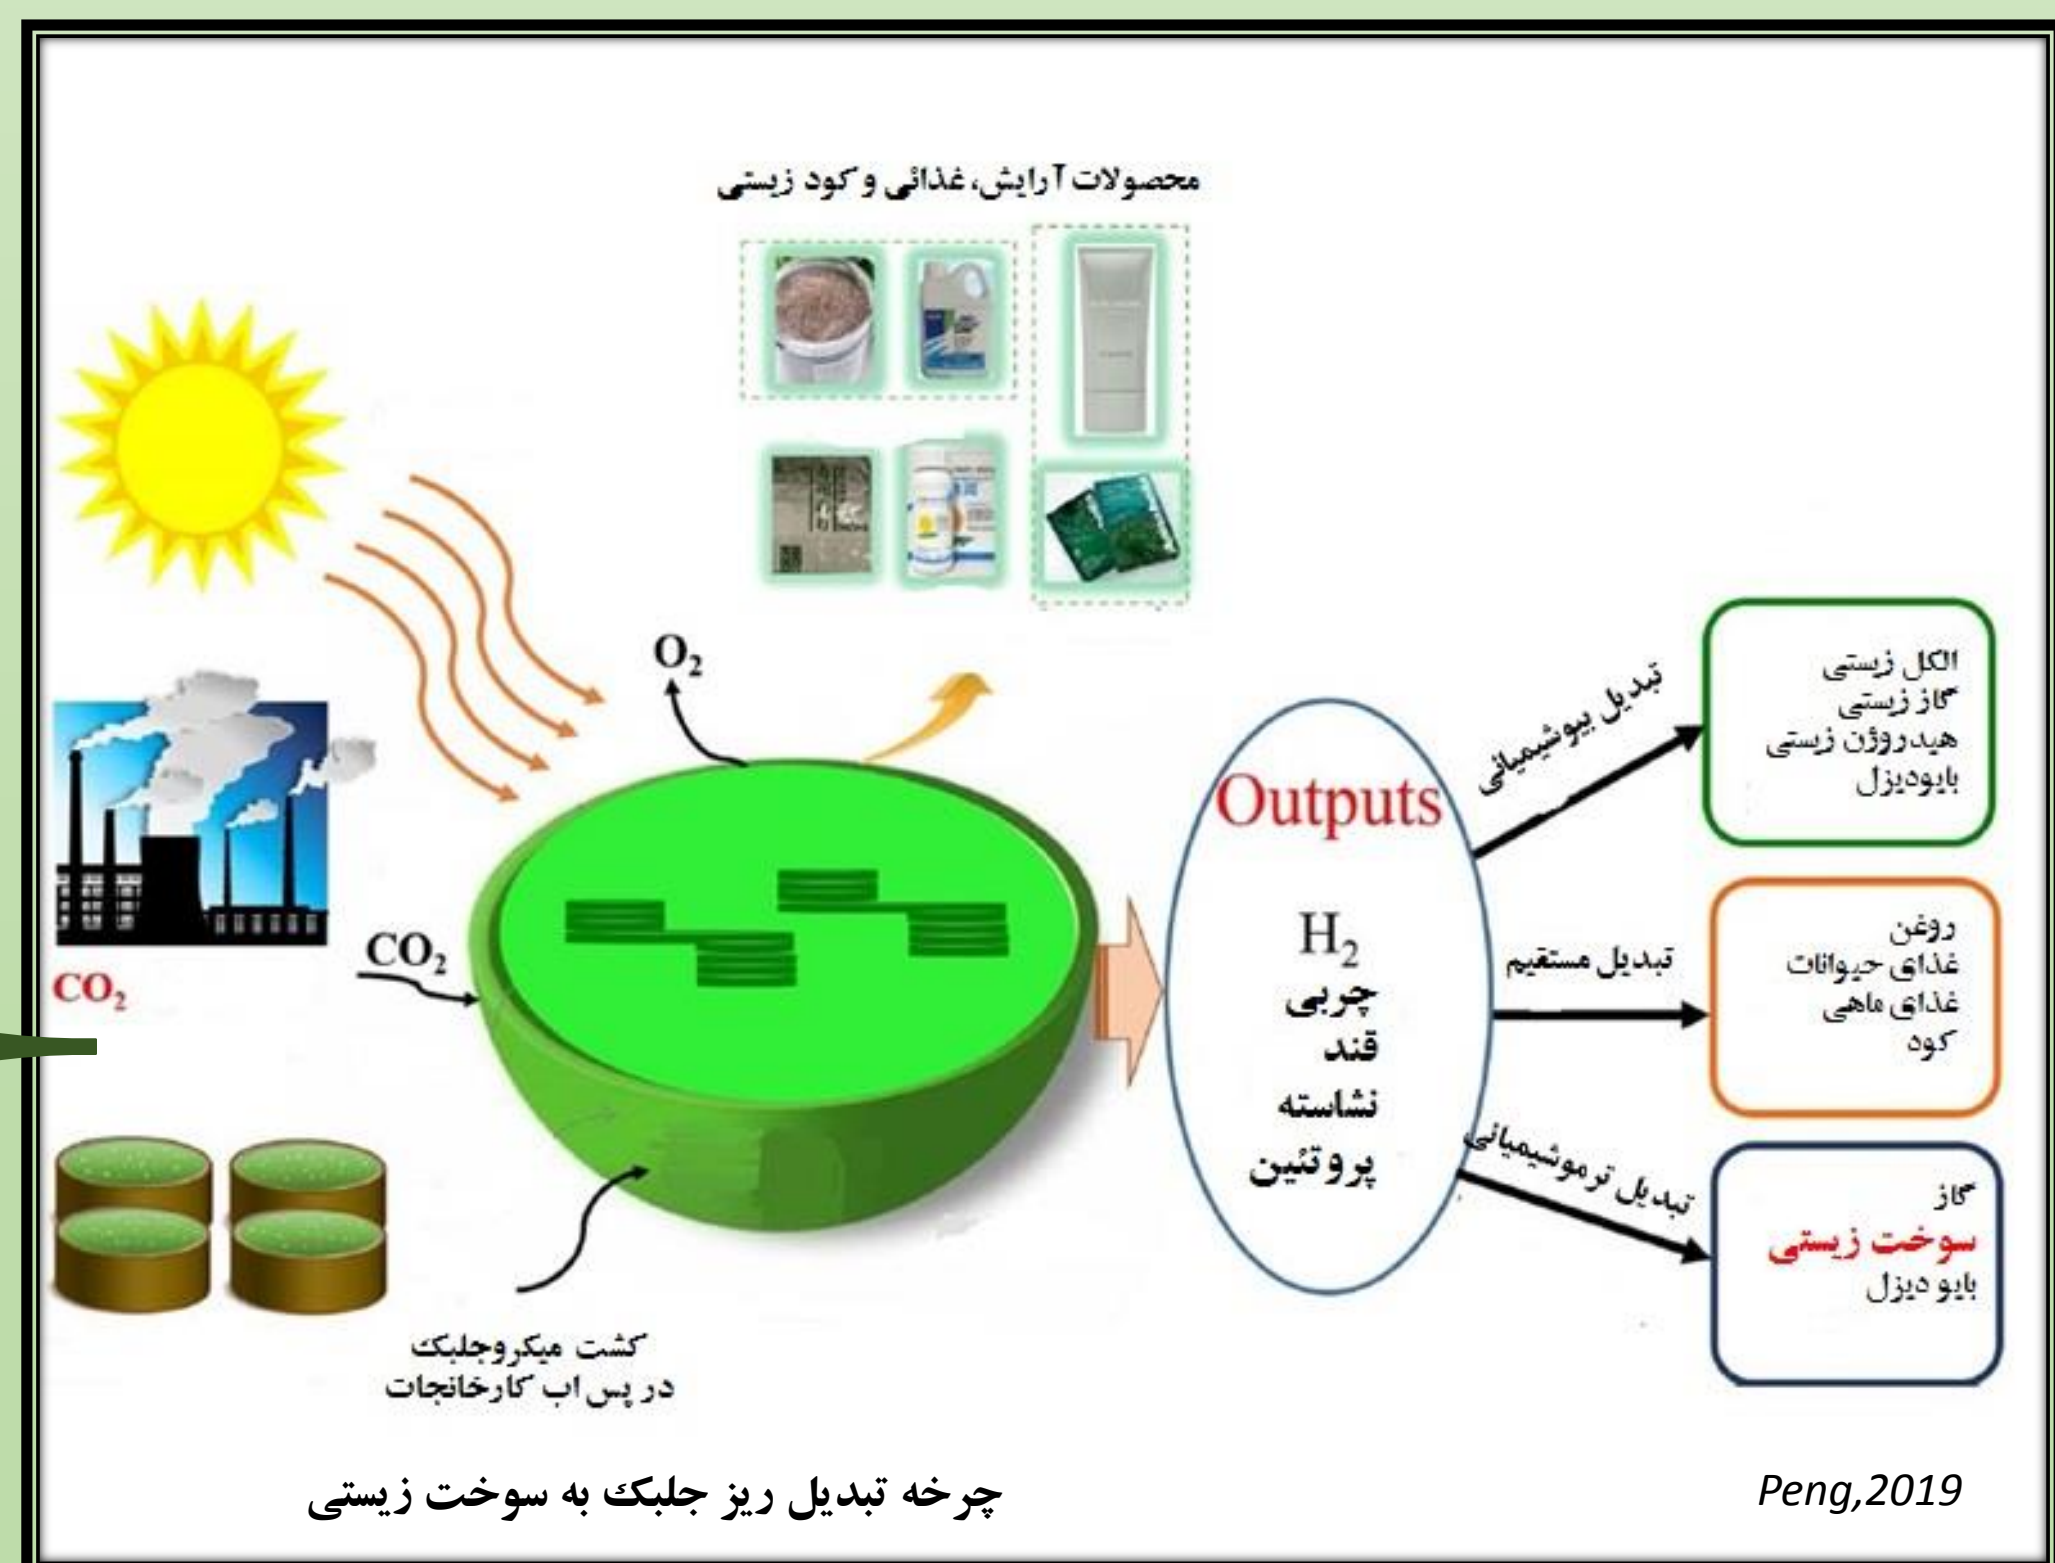 محصولات آرایش، غذائی و کود زیستی
O₂
CO₂
CO₂
کشت میکروجلبک
در پس اب کارخانجات
Outputs
H₂
چربی
قند
نشاسته
پروتئین
تبدیل بیوشیمیائی
الکل زیستی
گاز زیستی
هیدروژن زیستی
بایودیزل
تبدیل مستقیم
روغن
غذای حیوانات
غذای ماهی
کود
تبدیل ترموشیمیائی
گاز
سوخت زیستی
بایو دیزل
چرخه تبدیل ریز جلبک به سوخت زیستی
Peng,2019